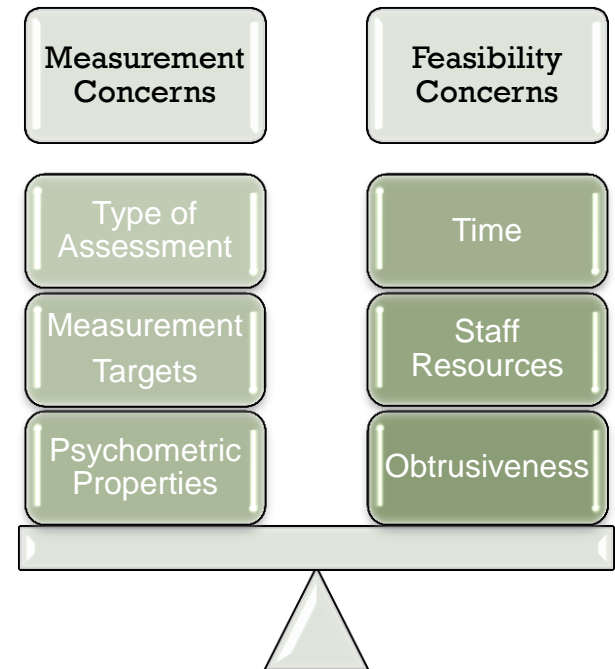 Measurement
Concerns
Feasibility
Concerns
Type of
Assessment
Time
Measurement
Targets
Staff
Resources
Psychometric
Properties
Obtrusiveness